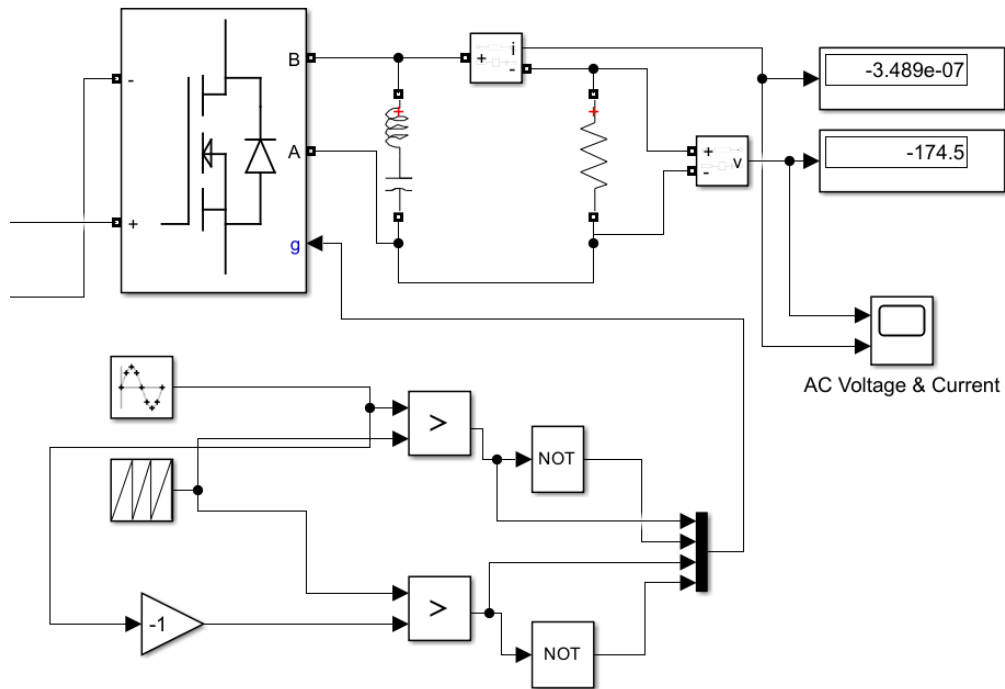 B
i
+
-
-
A
+
g
-3.489e-07
+
-
v
-174.5
+
+
AC Voltage & Current
>
NOT
>
-1
NOT